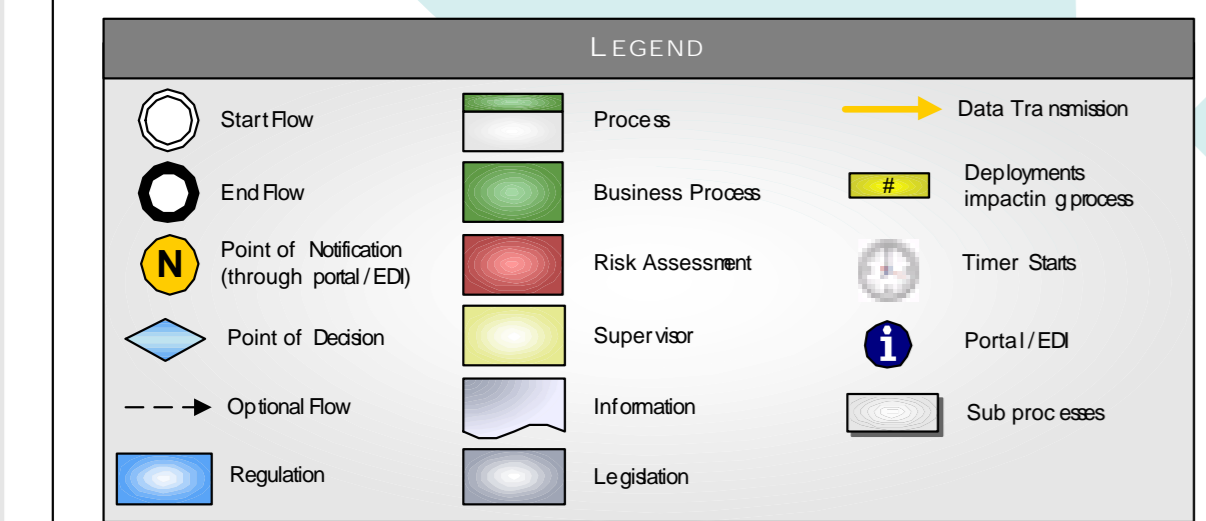 LEGEND
Start Flow
End Flow
N
Point of Notification
(through portal / EDI)
Point of Decision
Optional Flow
Regulation
Process
Business Process
Risk Assessment
Supervisor
Information
Legislation
Data Transmission
#
Deployments
impacting process
Timer Starts
i
Portal / EDI
Sub processes